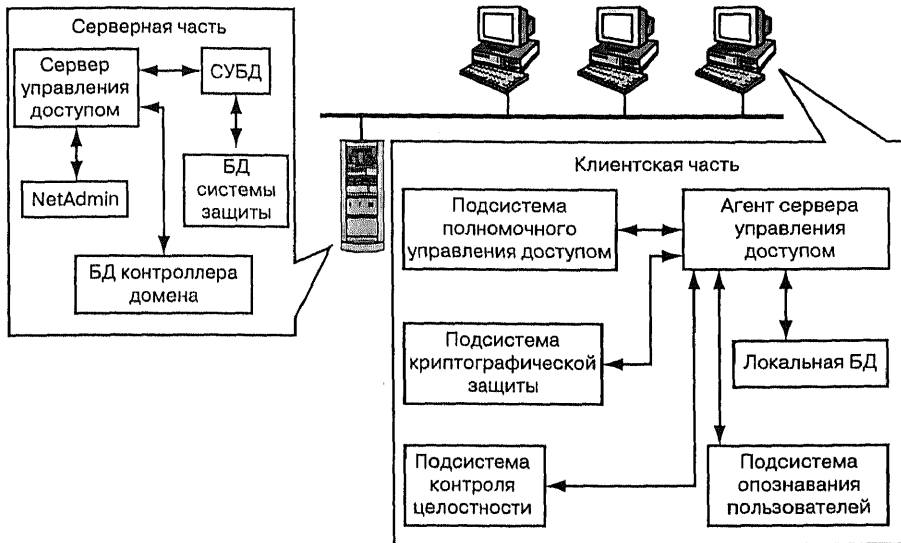 Серверная часть
Сервер
управления
доступом
СУБД
NetAdmin
БД
системы
защиты
БД контроллера
домена
Клиентская часть
Подсистема
полномочного
управления доступом
Агент сервера
управления
доступом
Подсистема
криптографической
защиты
Локальная БД
Подсистема
контроля
целостности
Подсистема
опознавания
пользователей